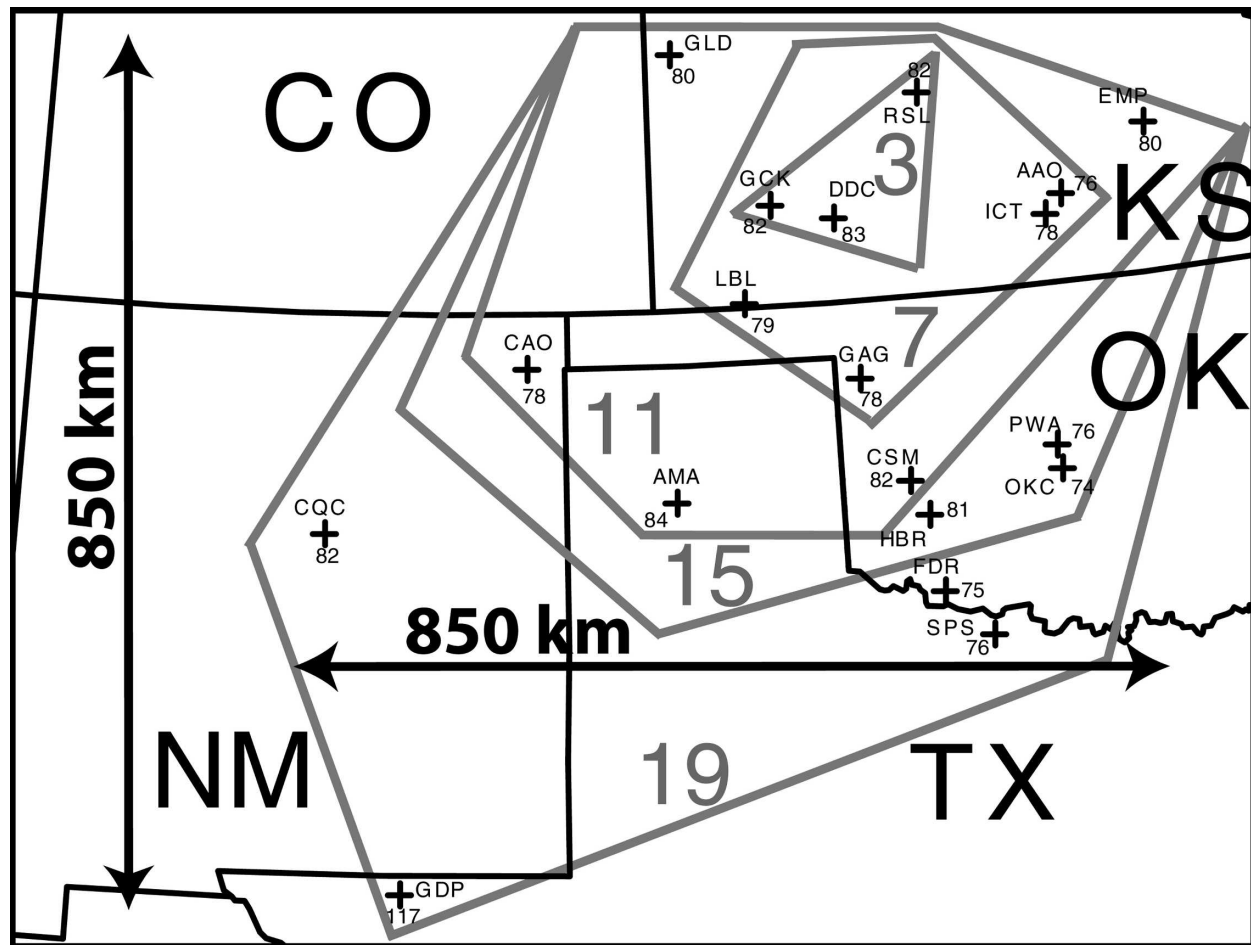 GLD
80
CO
82
RSL
EMP
80
3
GCK
82
DDC
83
AAO
76
ICT
78
KS
LBL
79
7
CAO
78
GAG
78
OK
11
850 km
AMA
84
CSM
82
PWA
76
OKC
74
CQC
82
81
HBR
15
FDR
75
850 km
SPS
76
NM
19
TX
GDP
117